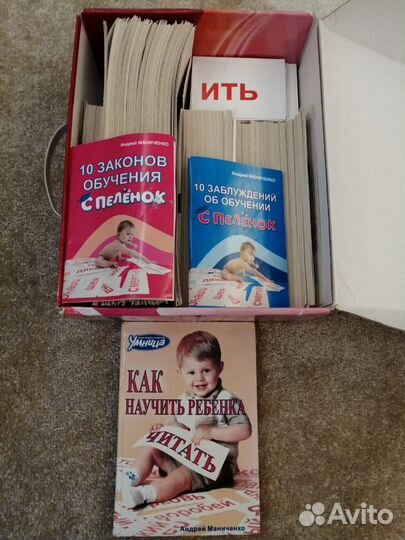 ИТЬ
Андрей МАНИЧЕНКО
10 ЗАКОНОВ
ОБУЧЕНИЯ
С ПЕЛЁНОК
Андрей МАНИЧЕНКО
10 ЗАБЛУЖДЕНИЙ
ОБ ОБУЧЕНИИ
С ПЕЛЁНОК
УМНИЦА
КАК
НАУЧИТЬ РЕБЕНКА
ЧИТАТЬ
Андрей Маниченко
Avito